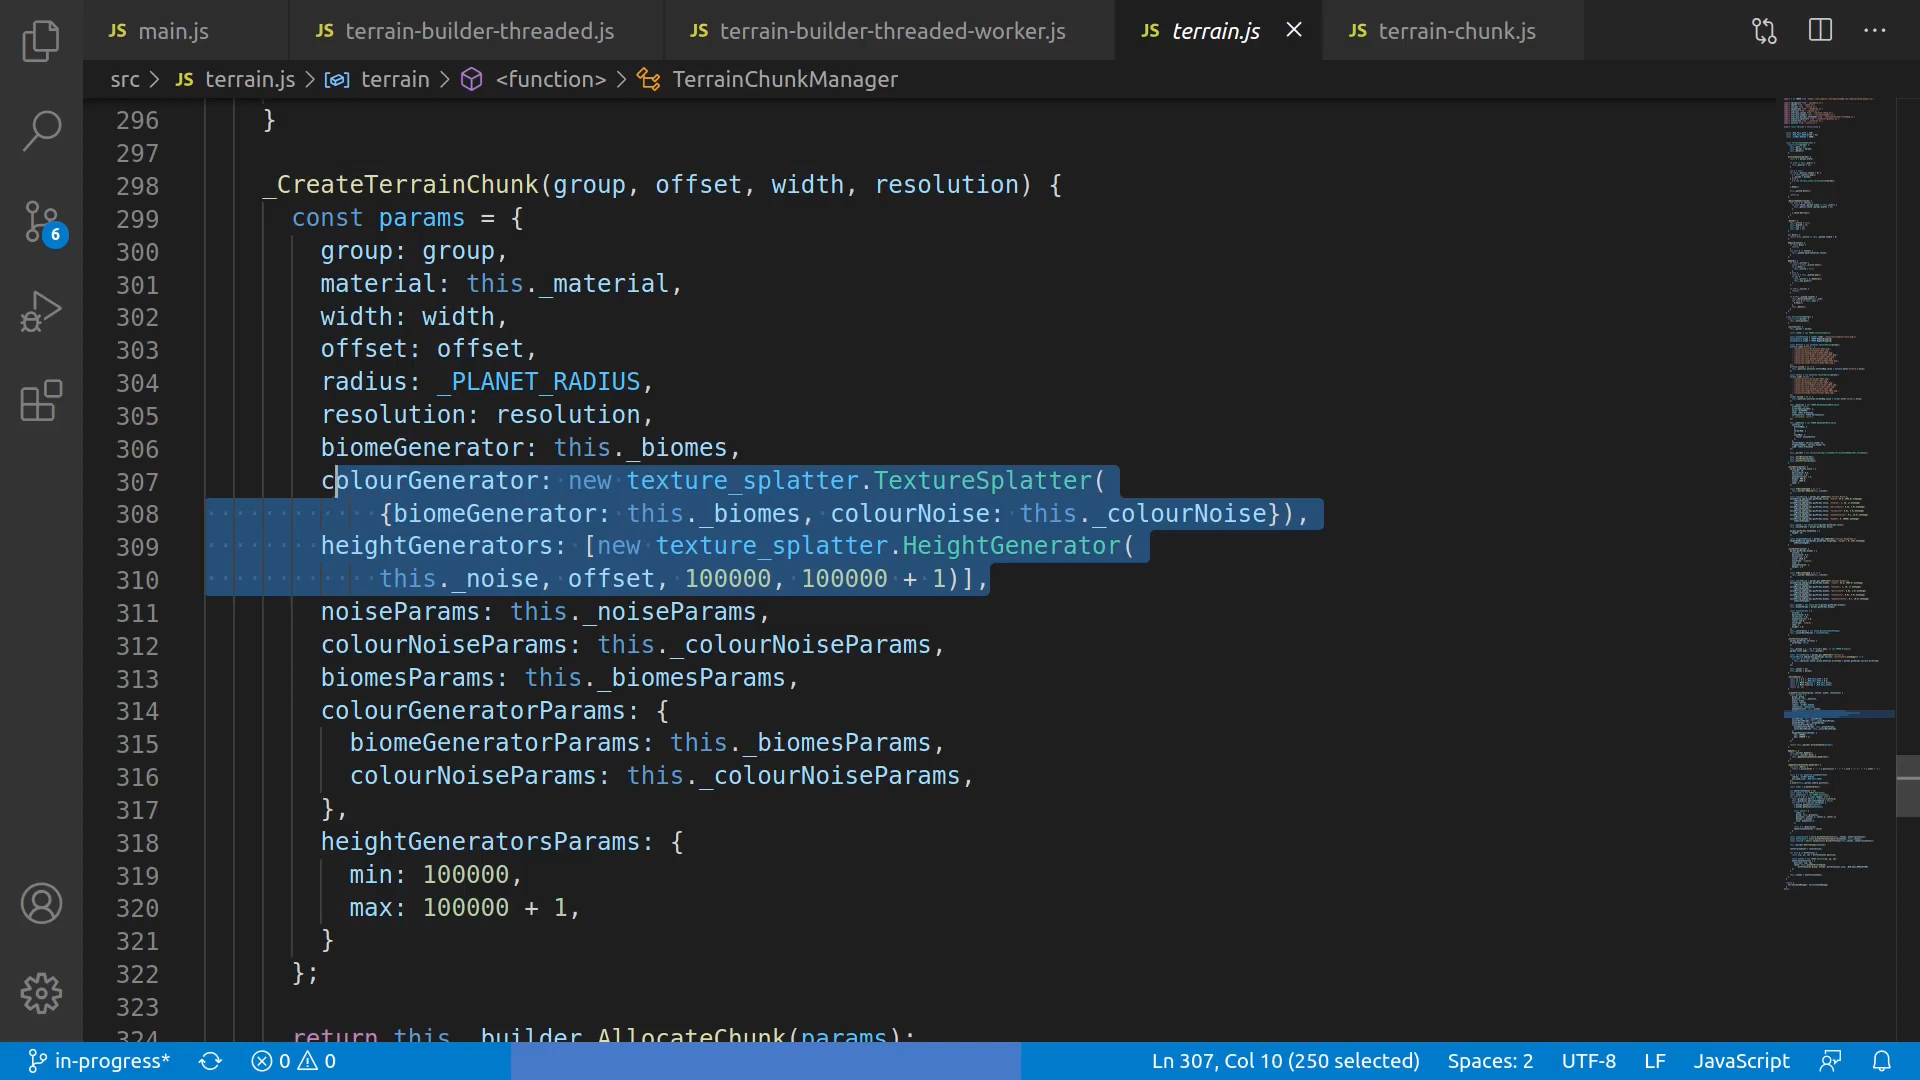 JS main.js JS terrain-builder-threaded.js JS terrain-builder-threaded-worker.js JS terrain.js JS terrain-chunk.js
src JS terrain.js terrain <function> TerrainChunkManager
296 }
297
298 _CreateTerrainChunk(group, offset, width, resolution) {
299 const params = {
300 group: group,
301 material: this._material,
302 width: width,
303 offset: offset,
304 radius: _PLANET_RADIUS,
305 resolution: resolution,
306 biomeGenerator: this._biomes,
307 colourGenerator: new texture_splatter.TextureSplatter(
308 {biomeGenerator: this._biomes, colourNoise: this._colourNoise}),
309 heightGenerators: [new texture_splatter.HeightGenerator(
310 this._noise, offset, 100000, 100000 + 1)],
311 noiseParams: this._noiseParams,
312 colourNoiseParams: this._colourNoiseParams,
313 biomesParams: this._biomesParams,
314 colourGeneratorParams: {
315 biomeGeneratorParams: this._biomesParams,
316 colourNoiseParams: this._colourNoiseParams,
317 },
318 heightGeneratorsParams: {
319 min: 100000,
320 max: 100000 + 1,
321 }
322 };
323
324 return this._builder.AllocateChunk(params);
6
in-progress* 0 0 Ln 307, Col 10 (250 selected) Spaces: 2 UTF-8 LF JavaScript